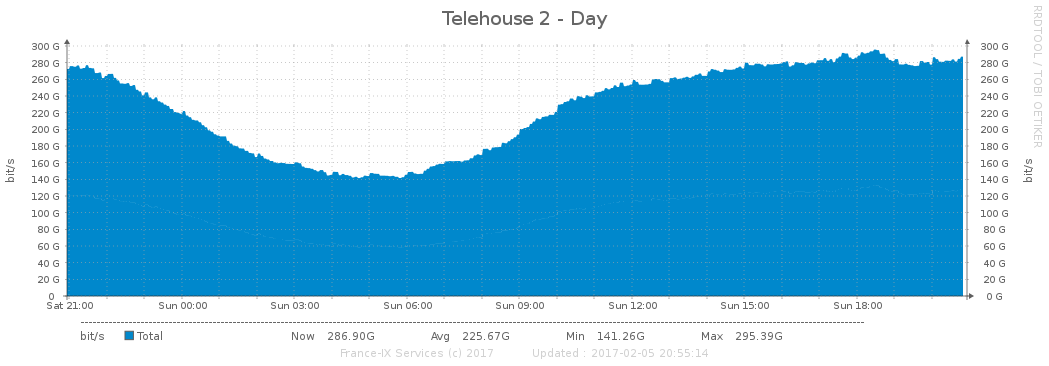 Telehouse 2 - Day
RRDTOOL / TOBI OETIKER
bit/s
300 G 300 G
280 G 280 G
260 G 260 G
240 G 240 G
220 G 220 G
200 G 200 G
180 G 180 G
160 G 160 G
140 G 140 G
120 G 120 G
100 G 100 G
80 G 80 G
60 G 60 G
40 G 40 G
20 G 20 G
0 0 G
bit/s
Sat 21:00 Sun 00:00 Sun 03:00 Sun 06:00 Sun 09:00 Sun 12:00 Sun 15:00 Sun 18:00
bit/s Total Now 286.90G Avg 225.67G Min 141.26G Max 295.39G
France-IX Services (c) 2017 Updated : 2017-02-05 20:55:14